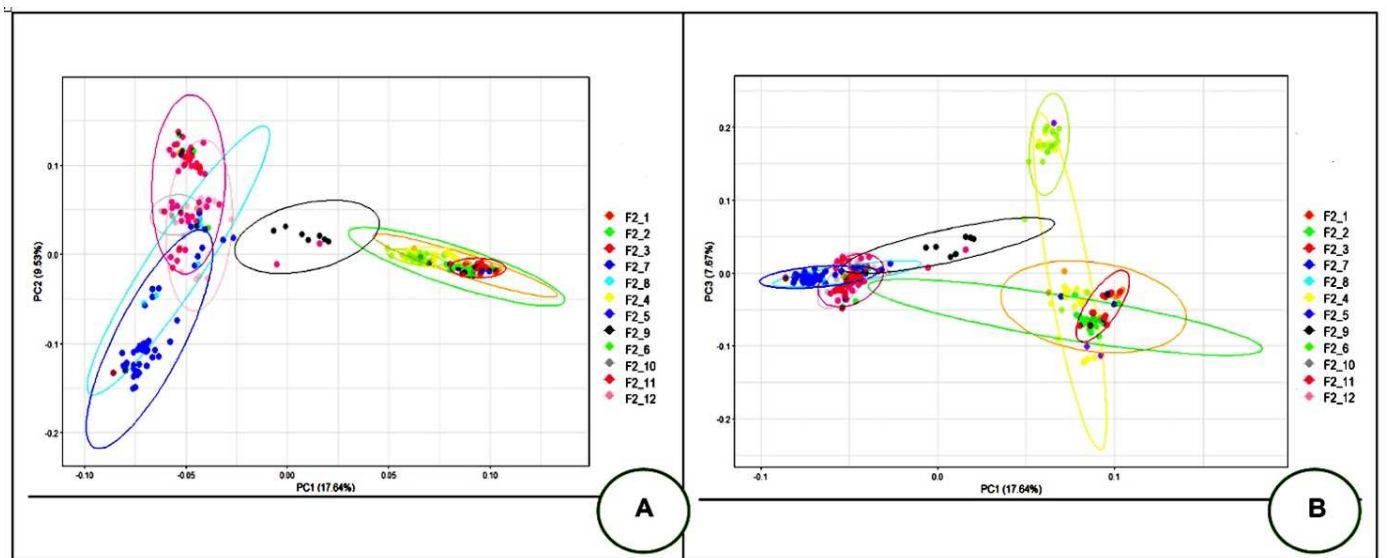 0.1
0.0
-0.1
-0.2
PC2 (9.53%)
-0.10
-0.05
0.00
0.05
0.10
PC1 (17.64%)
F2_1
F2_2
F2_3
F2_7
F2_8
F2_4
F2_5
F2_9
F2_6
F2_10
F2_11
F2_12
A
0.2
0.1
0.0
-0.1
-0.2
PC3 (7.67%)
-0.1
0.0
0.1
PC1 (17.64%)
F2_1
F2_2
F2_3
F2_7
F2_8
F2_4
F2_5
F2_9
F2_6
F2_10
F2_11
F2_12
B